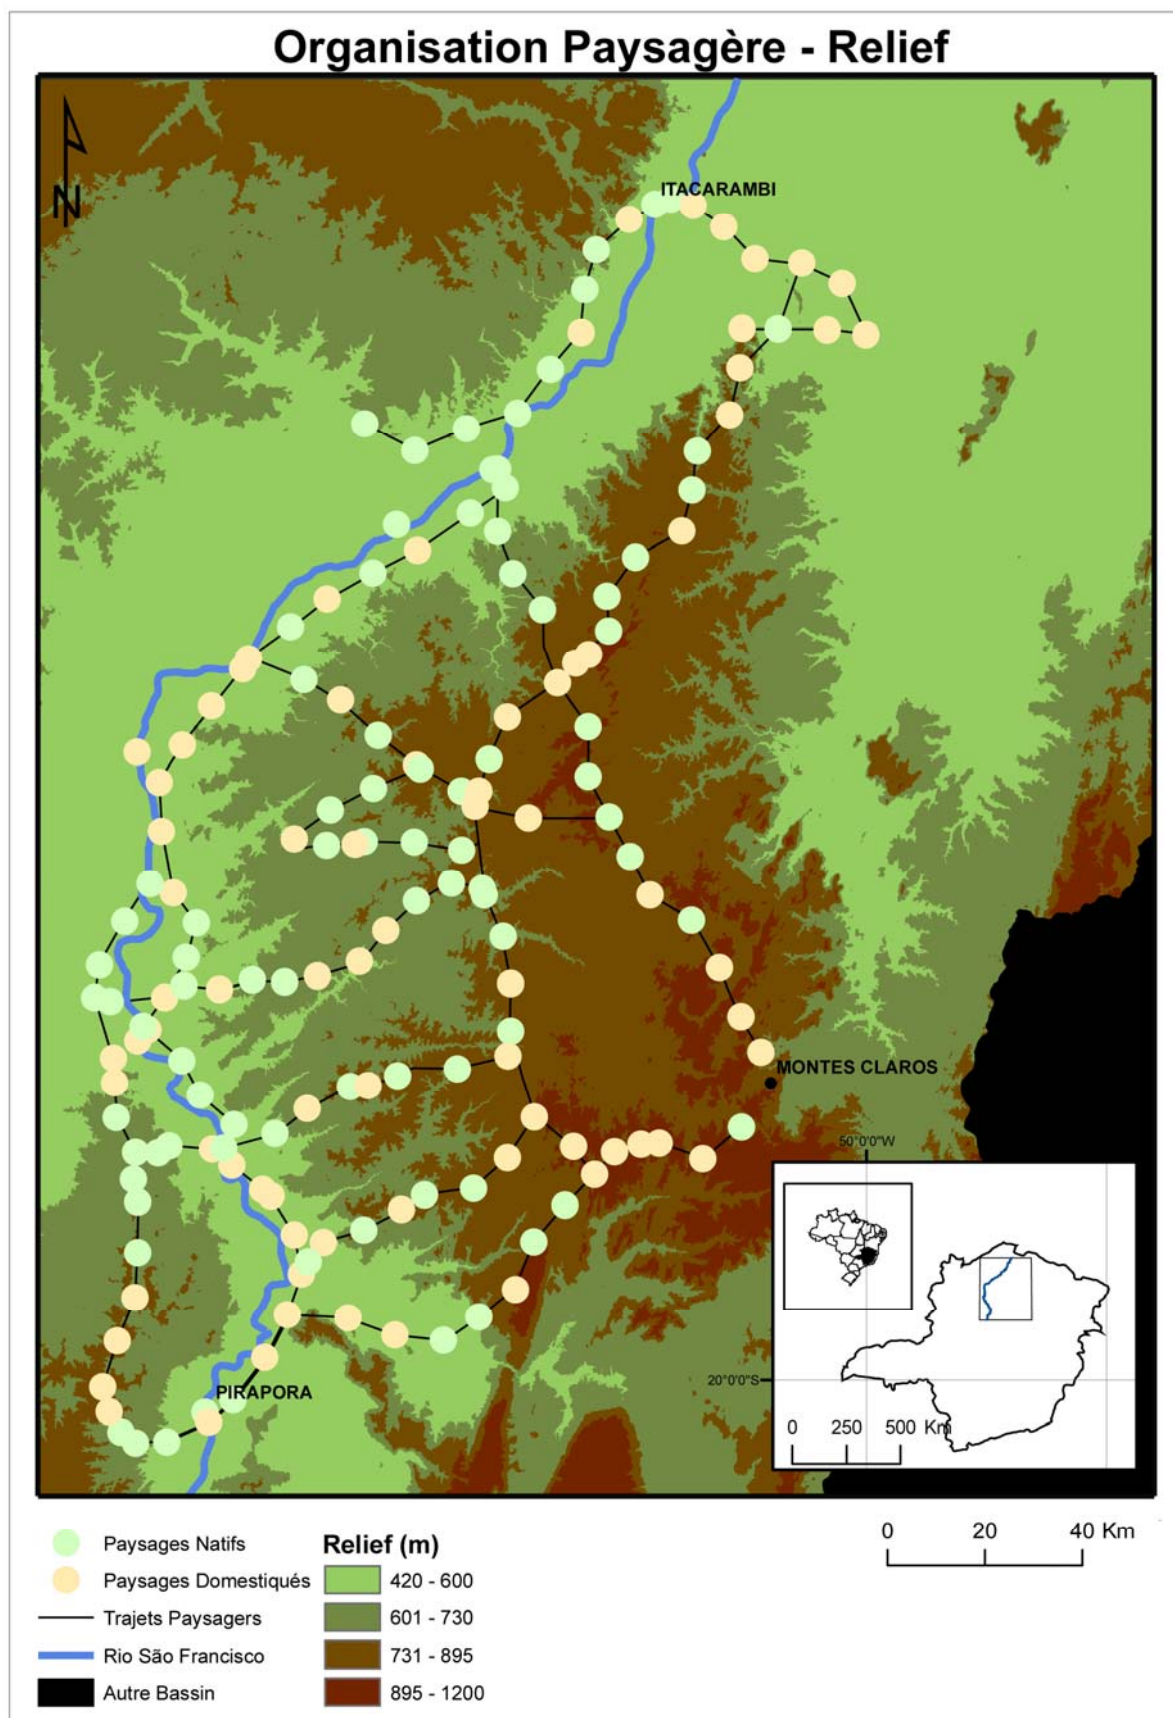 Organisation Paysagère - Relief
N
ITACARAMBI
MONTES CLAROS
50°0'0"W
20°0'0"S
0 250 500 Km
PIRAPORA
Paysages Natifs
Paysages Domestiqués
Trajets Paysagers
Rio São Francisco
Autre Bassin
Relief (m)
420 - 600
601 - 730
731 - 895
895 - 1200
0 20 40 Km